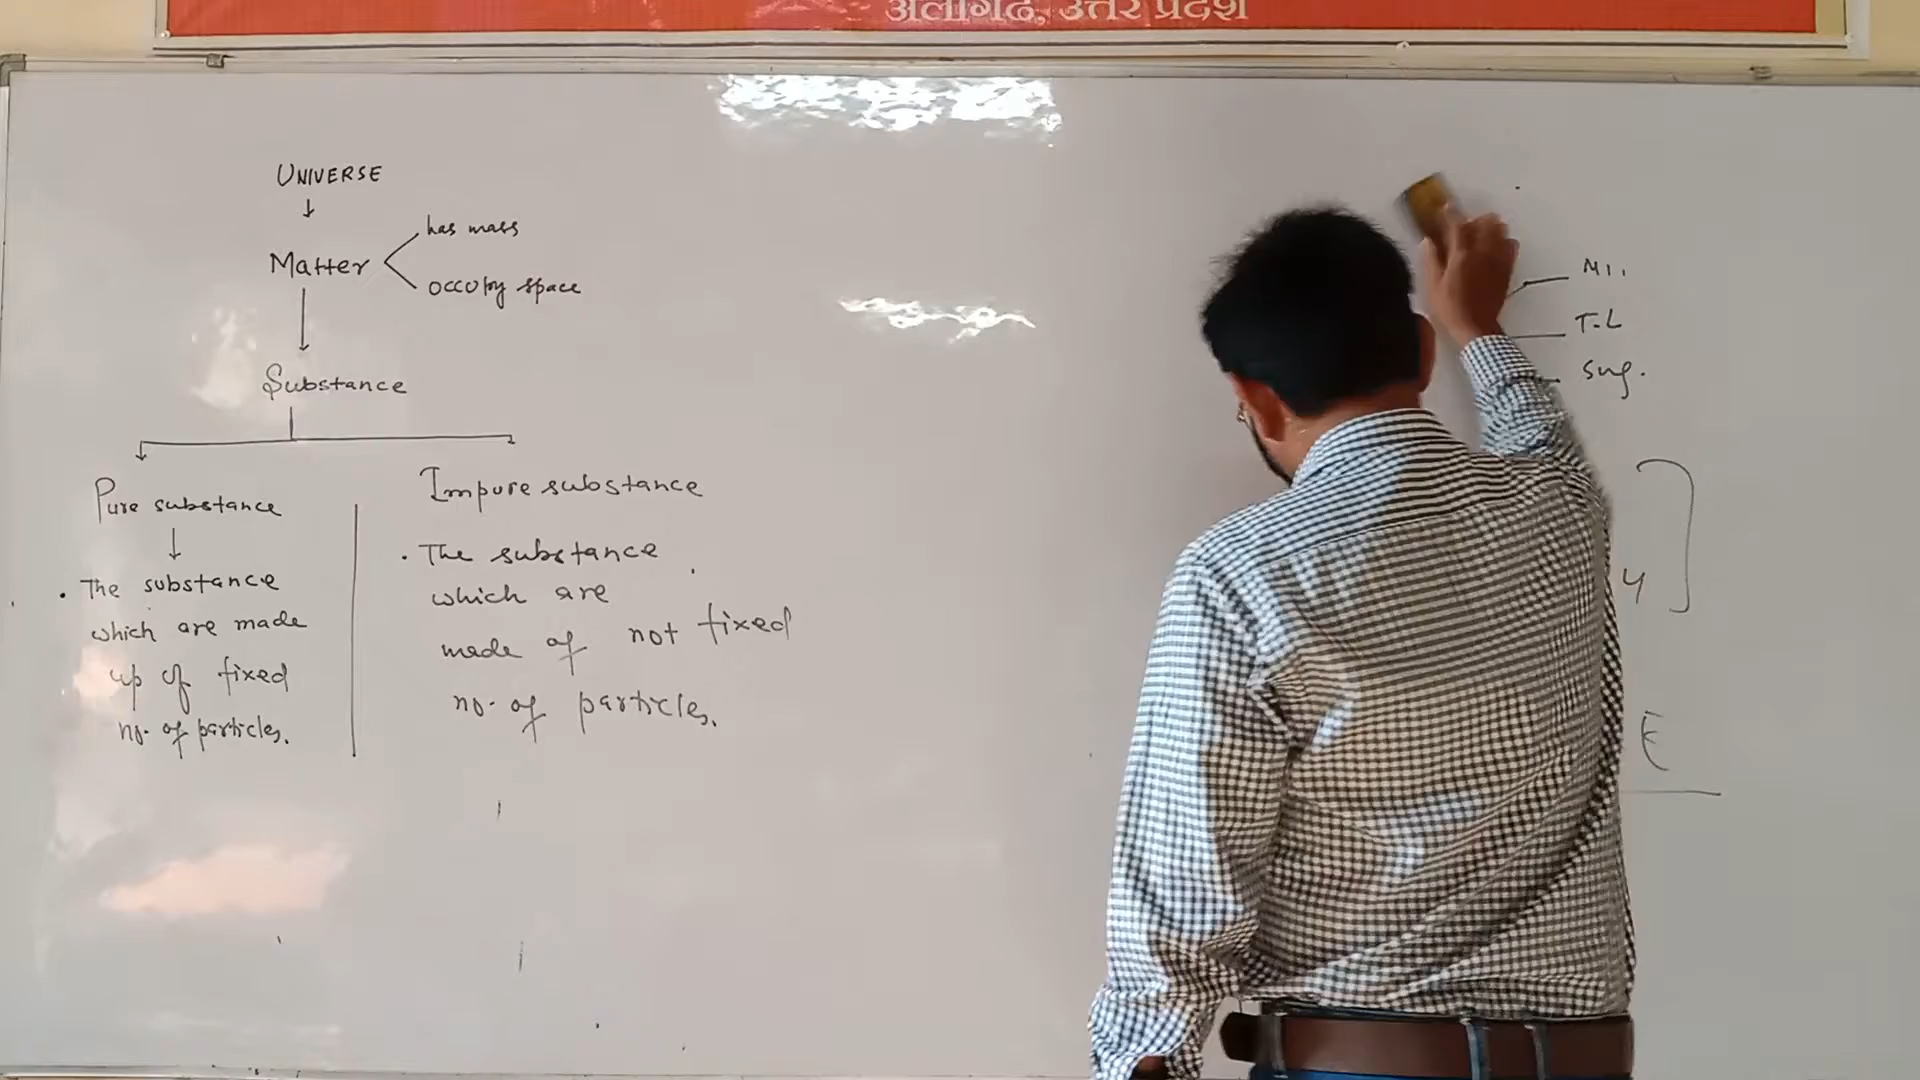 अलीगढ, उत्तर प्रदेश
UNIVERSE
Matter
has mass
occupy space
Substance
Pure substance
. The substance
which are made
up of fixed
no. of particles.
Impure substance
. The substance
which are
made of not fixed
no. of particles.
T.L
Sug.